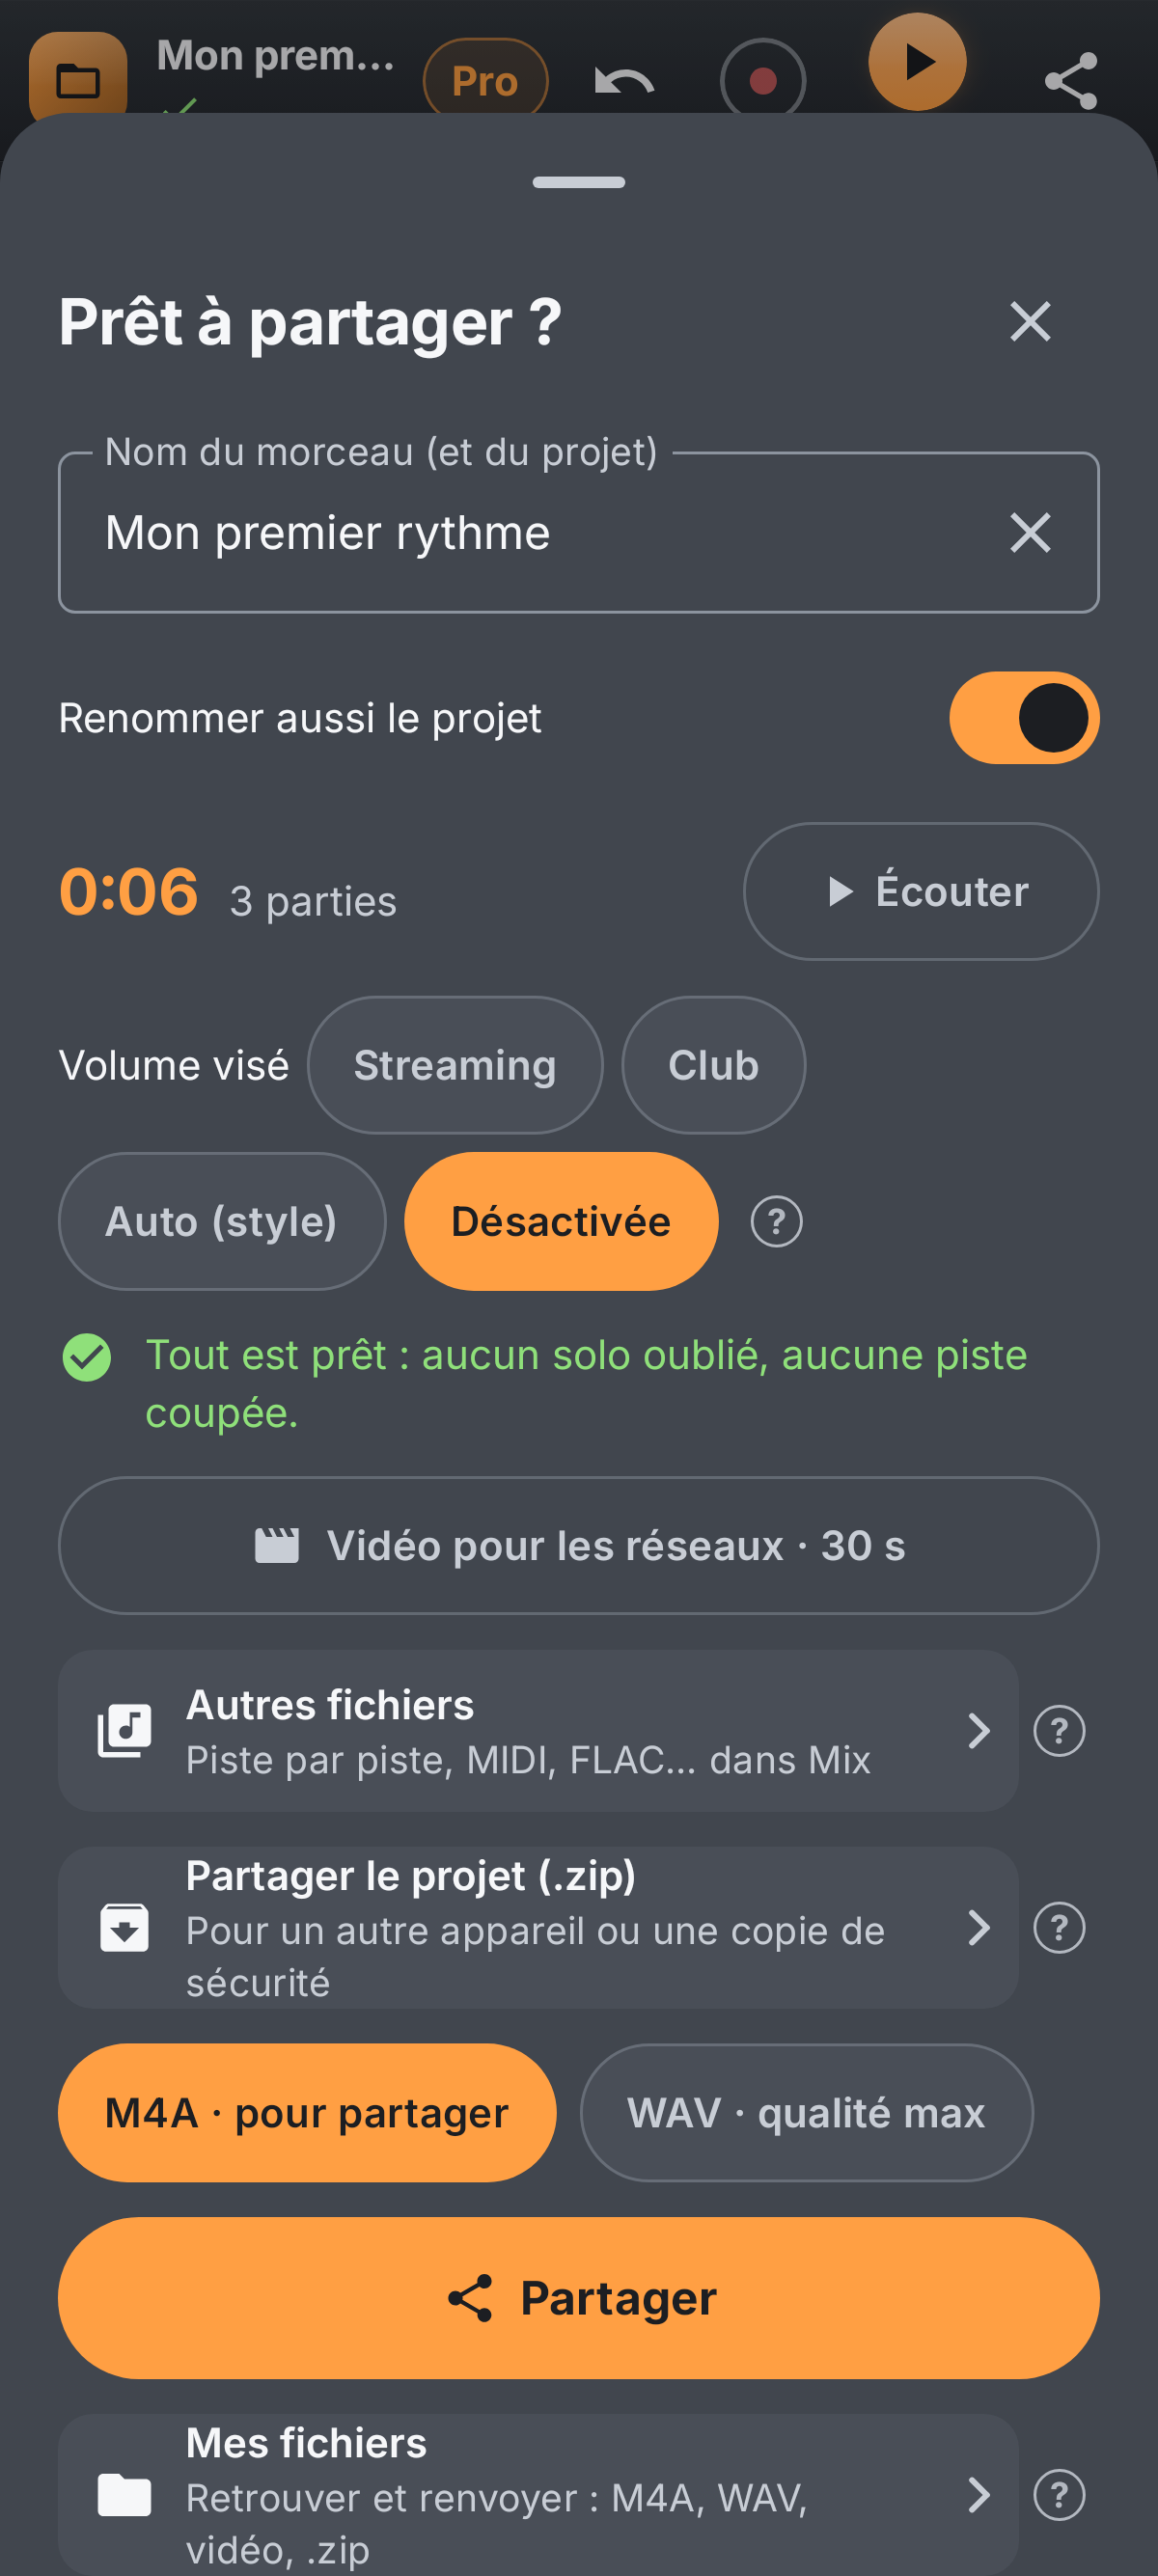 Mon prem...
Pro
Prêt à partager ?
Nom du morceau (et du projet)
Mon premier rythme
Renommer aussi le projet
0:06 3 parties
Écouter
Volume visé Streaming Club
Auto (style) Désactivée ?
Tout est prêt : aucun solo oublié, aucune piste
coupée.
Vidéo pour les réseaux · 30 s
Autres fichiers
Piste par piste, MIDI, FLAC... dans Mix
?
Partager le projet (.zip)
Pour un autre appareil ou une copie de
sécurité
?
M4A · pour partager WAV · qualité max
Partager
Mes fichiers
Retrouver et renvoyer : M4A, WAV,
vidéo, .zip
?